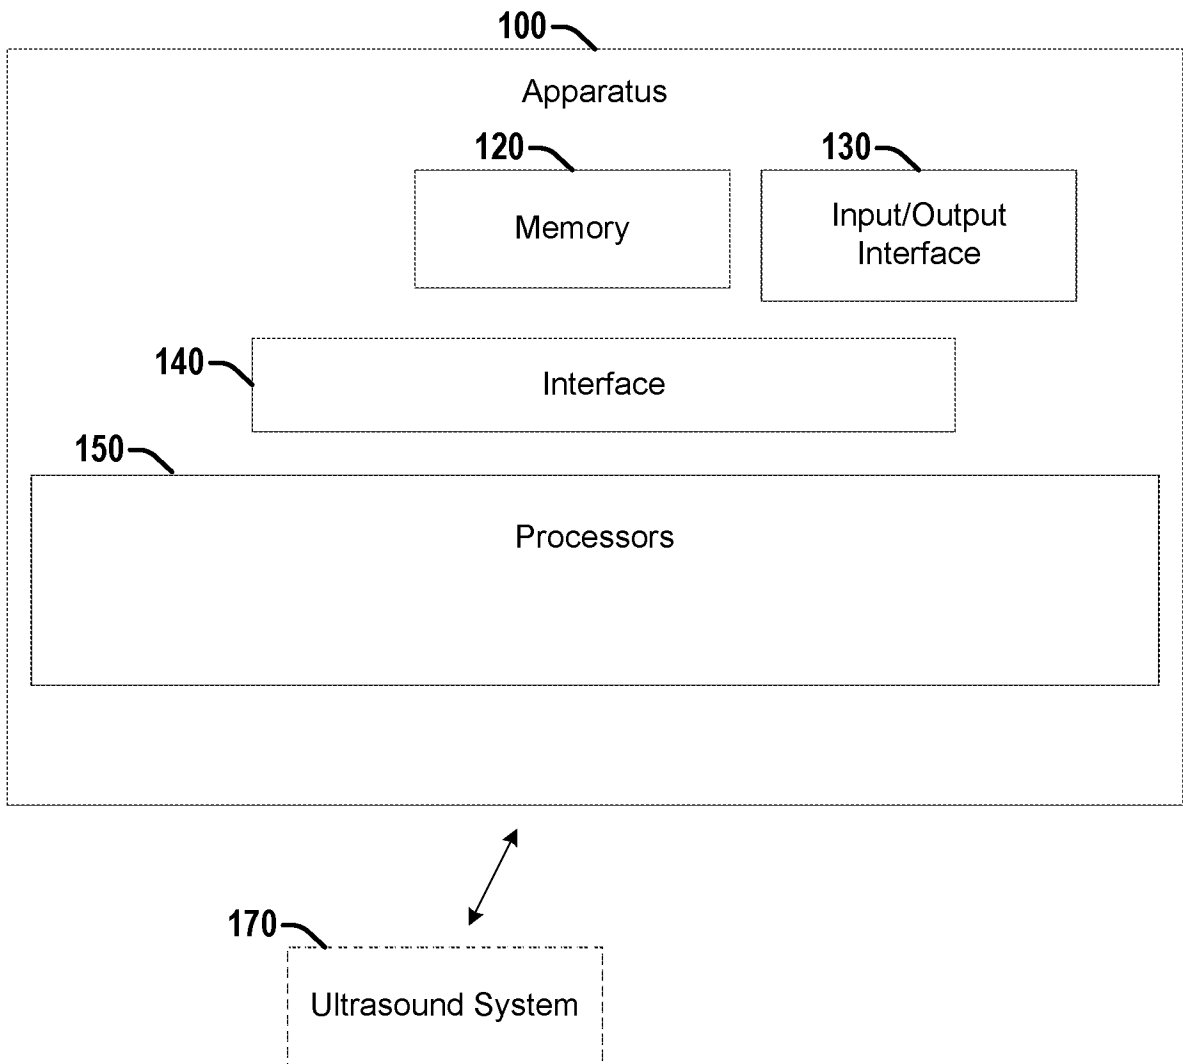 100
Apparatus
120
130
Memory
Input/Output
Interface
140
Interface
150
Processors
170
Ultrasound System